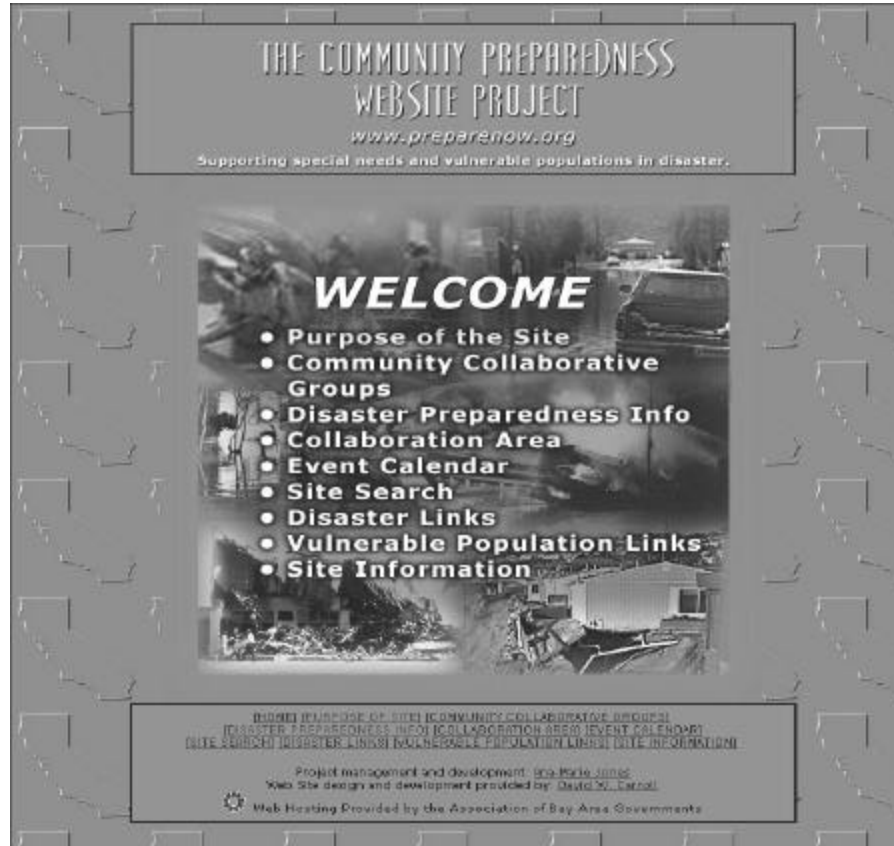 THE COMMUNITY PREPAREDNESS
WEBSITE PROJECT
www.preparenow.org
Supporting special needs and vulnerable populations in disaster.
WELCOME
• Purpose of the Site
• Community Collaborative
Groups
• Disaster Preparedness Info
• Collaboration Area
• Event Calendar
• Site Search
• Disaster Links
• Vulnerable Population Links
• Site Information
[HOME] [PURPOSE OF SITE] [COMMUNITY COLLABORATIVE GROUPS]
[DISASTER PREPAREDNESS INFO] [COLLABORATION AREA] [EVENT CALENDAR]
[SITE SEARCH] [DISASTER LINKS] [VULNERABLE POPULATION LINKS] [SITE INFORMATION]
Project management and development: Ana-Marie Jones
Web Site design and development provided by: David W. Carroll
Web Hosting Provided by the Association of Bay Area Governments